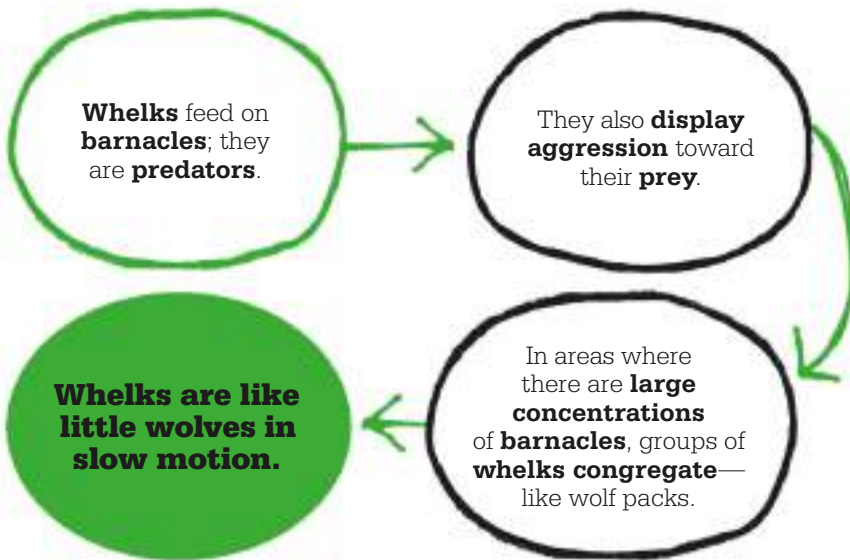 Whelks feed on
barnacles; they
are predators.
They also display
aggression toward
their prey.
In areas where
there are large
concentrations
of barnacles, groups of
whelks congregate—
like wolf packs.
Whelks are like
little wolves in
slow motion.